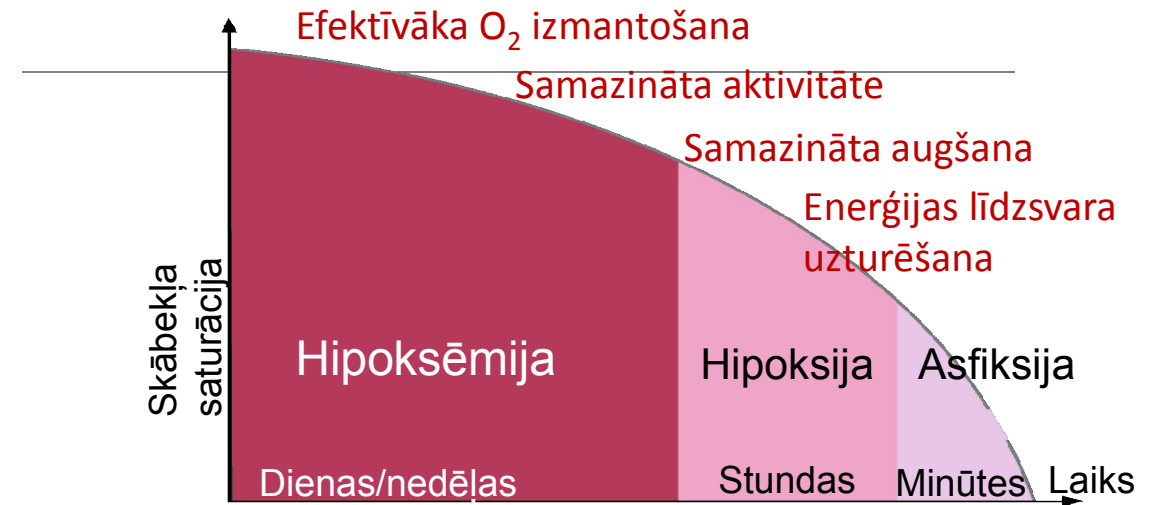 Efektīvāka O₂ izmantošana
Samazināta aktivitāte
Samazināta augšana
Enerģijas līdzsvara
uzturēšana
Skābekļa
saturācija
Hipoksēmija
Hipoksija
Asfiksija
Dienas/nedēļas
Stundas
Minūtes
Laiks